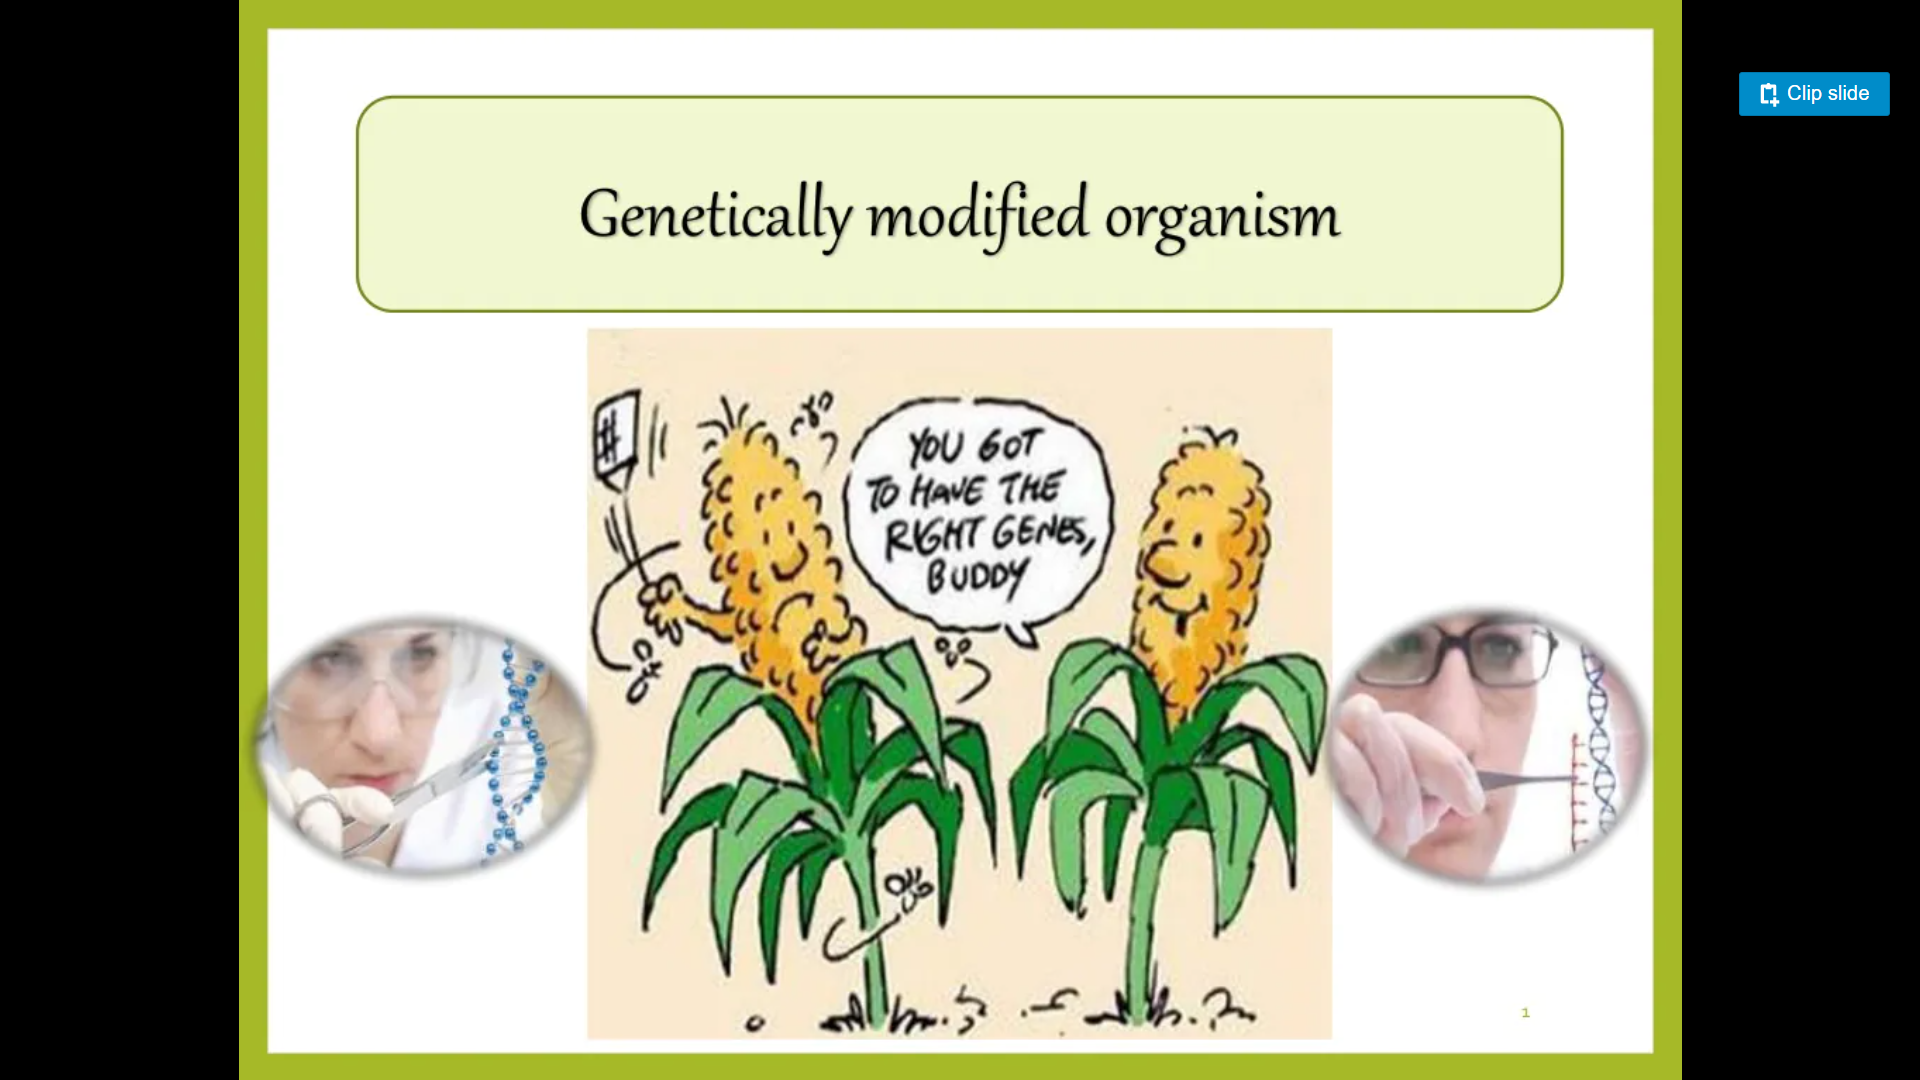 Clip slide
Genetically modified organism
YOU GOT
TO HAVE THE
RIGHT GENES,
BUDDY
1